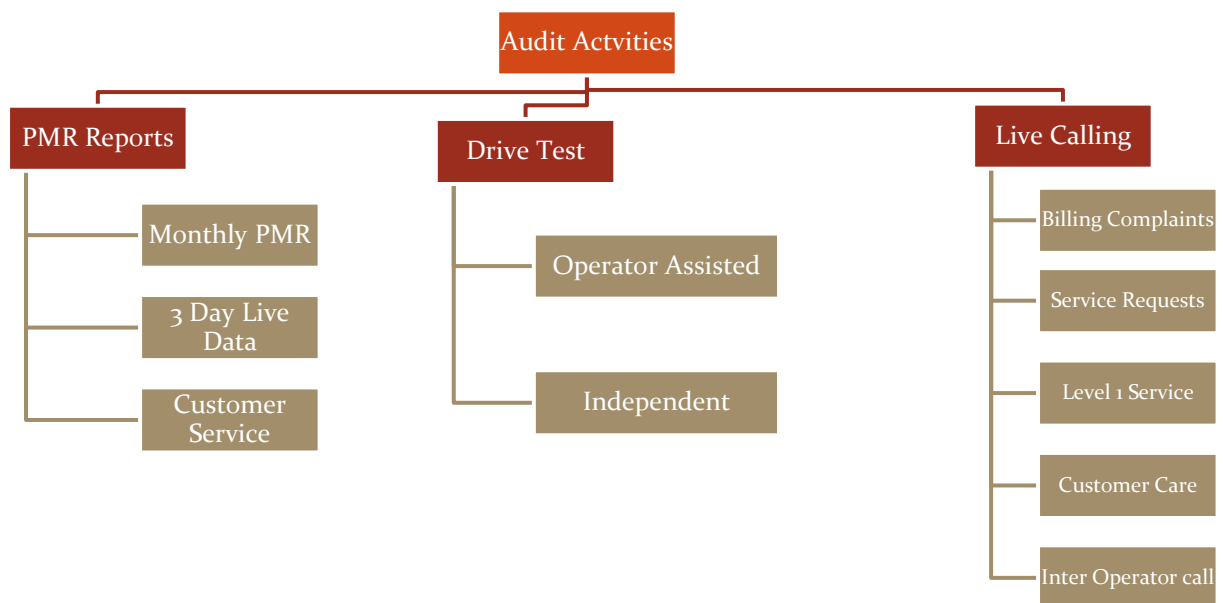 Audit Actvities
PMR Reports
Monthly PMR
3 Day Live
Data
Customer
Service
Drive Test
Operator Assisted
Independent
Live Calling
Billing Complaints
Service Requests
Level 1 Service
Customer Care
Inter Operator call